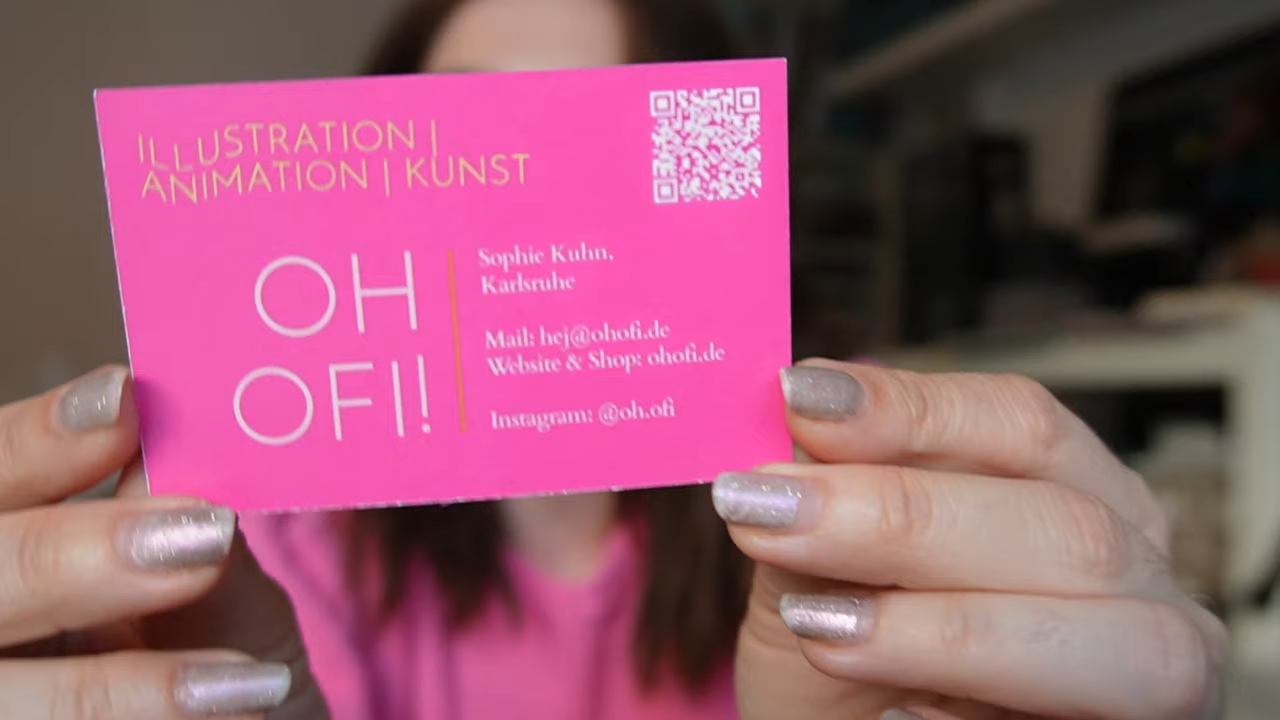 ILLUSTRATION |
ANIMATION | KUNST
OH
OFI!
Sophie Kuhn,
Karlsruhe
Mail: hej@ohofi.de
Website & Shop: ohofi.de
Instagram: @oh.ofi